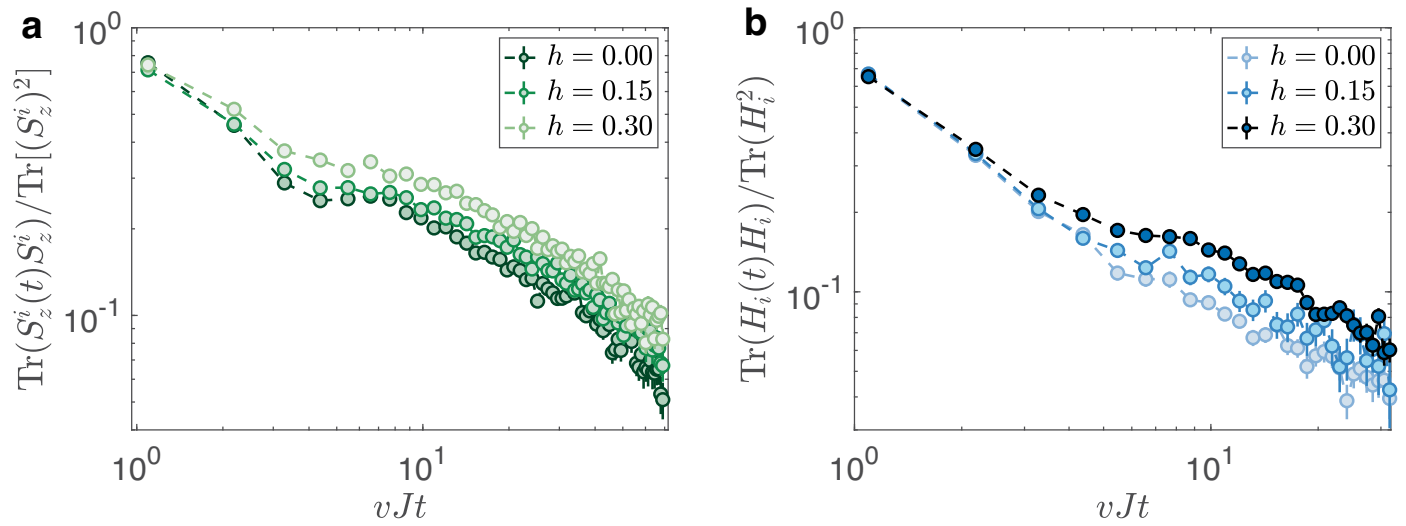 a
10^0
10^{-1}
10^0
10^1
Tr(S_z^i(t)S_z^i)/Tr[(S_z^i)^2]
vJt
h = 0.00
h = 0.15
h = 0.30
b
10^0
10^{-1}
10^0
10^1
Tr(H_i(t)H_i)/Tr(H_i^2)
vJt
h = 0.00
h = 0.15
h = 0.30